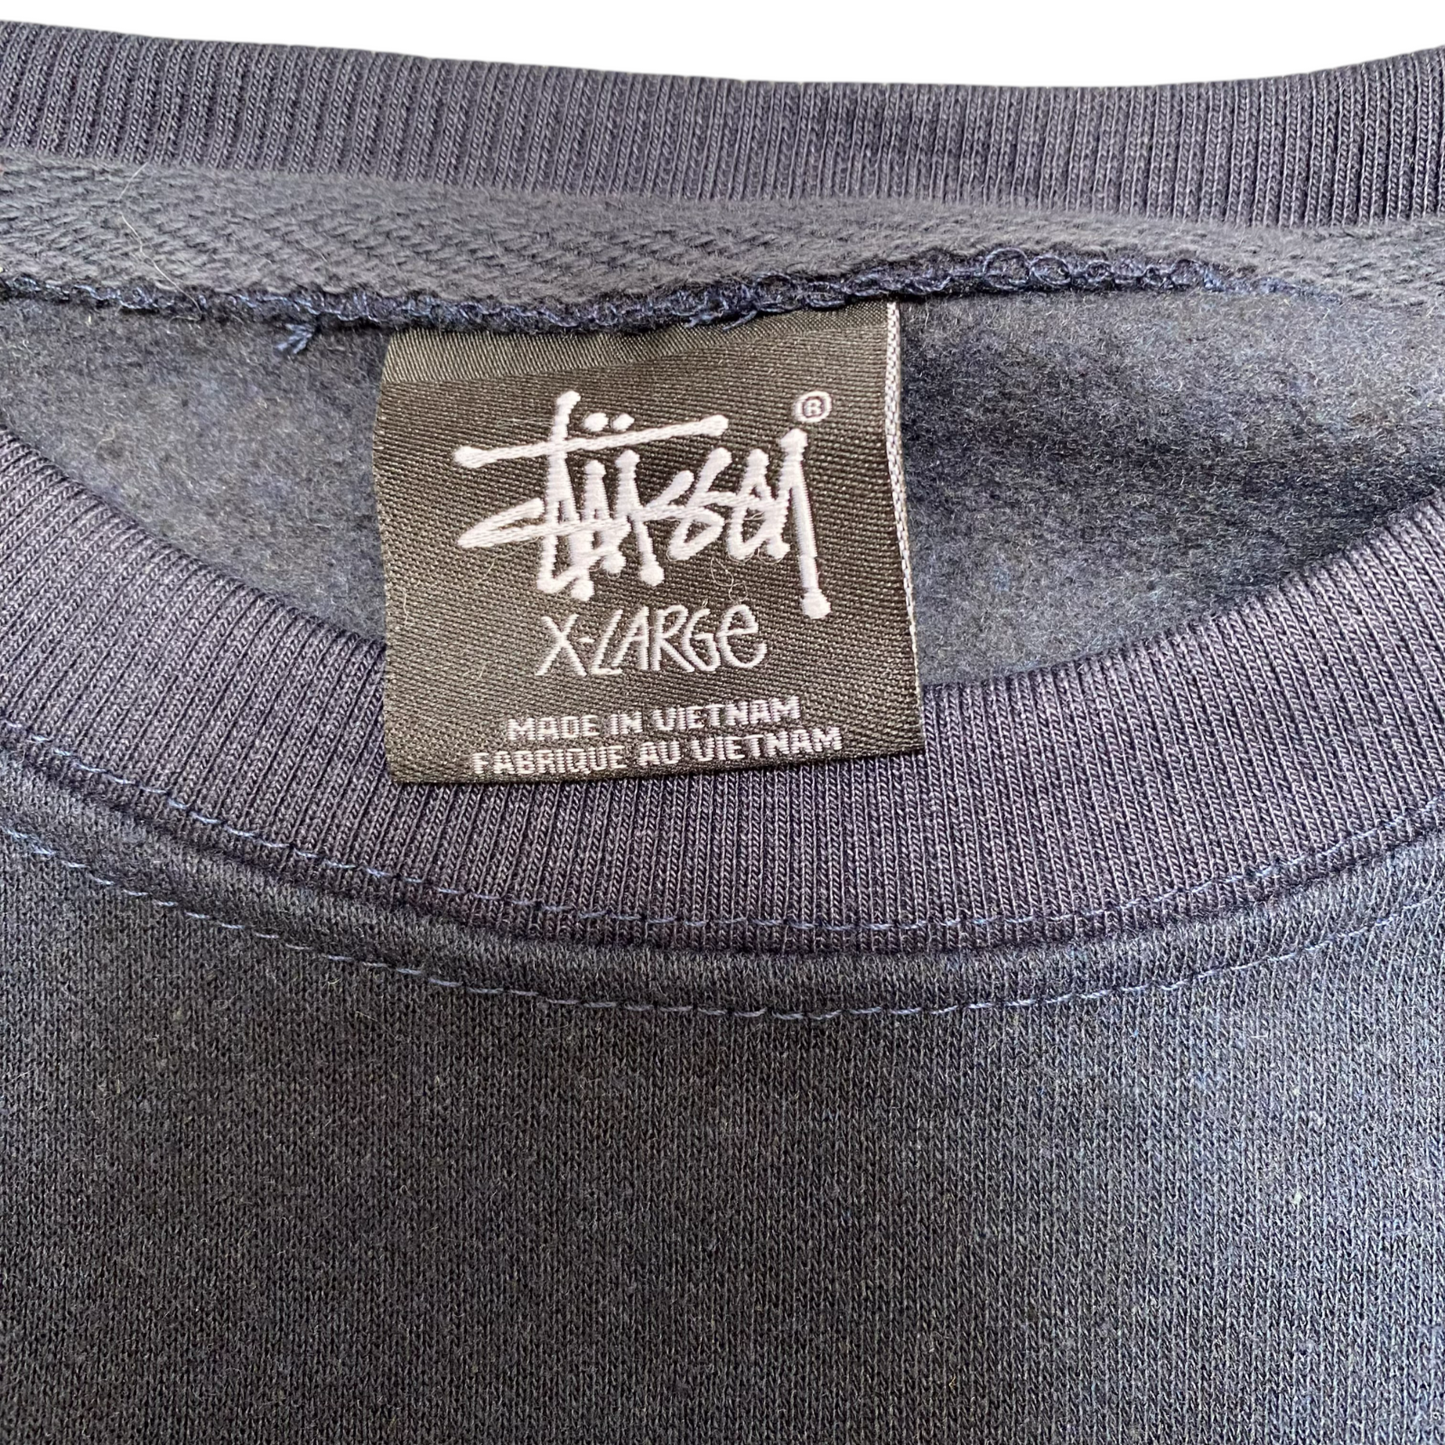 Stüssy®
X-LARGe
MADE IN VIETNAM
FABRIQUE AU VIETNAM